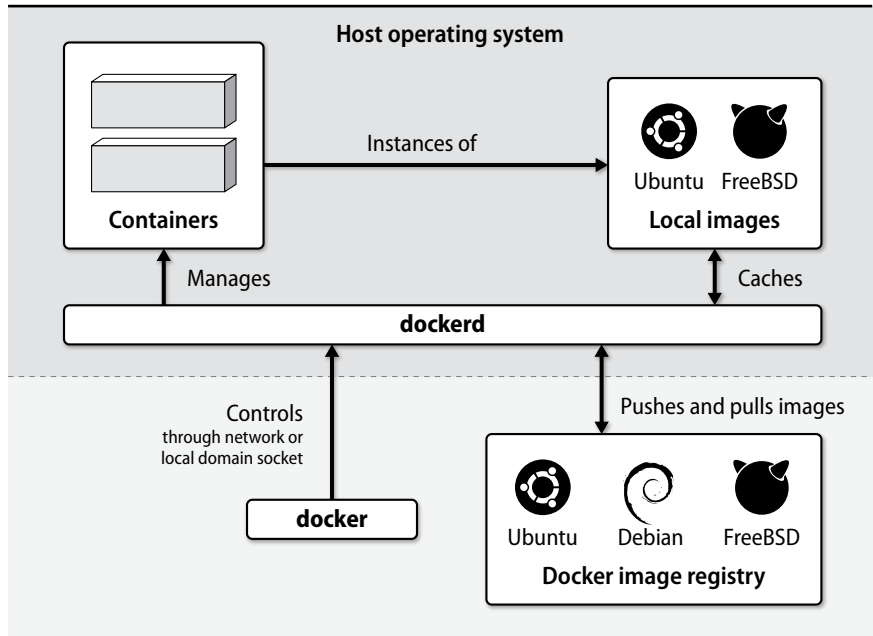 Host operating system
Instances of
Ubuntu FreeBSD
Containers
Local images
Manages
Caches
dockerd
Controls
through network or
local domain socket
Pushes and pulls images
docker
Ubuntu Debian FreeBSD
Docker image registry